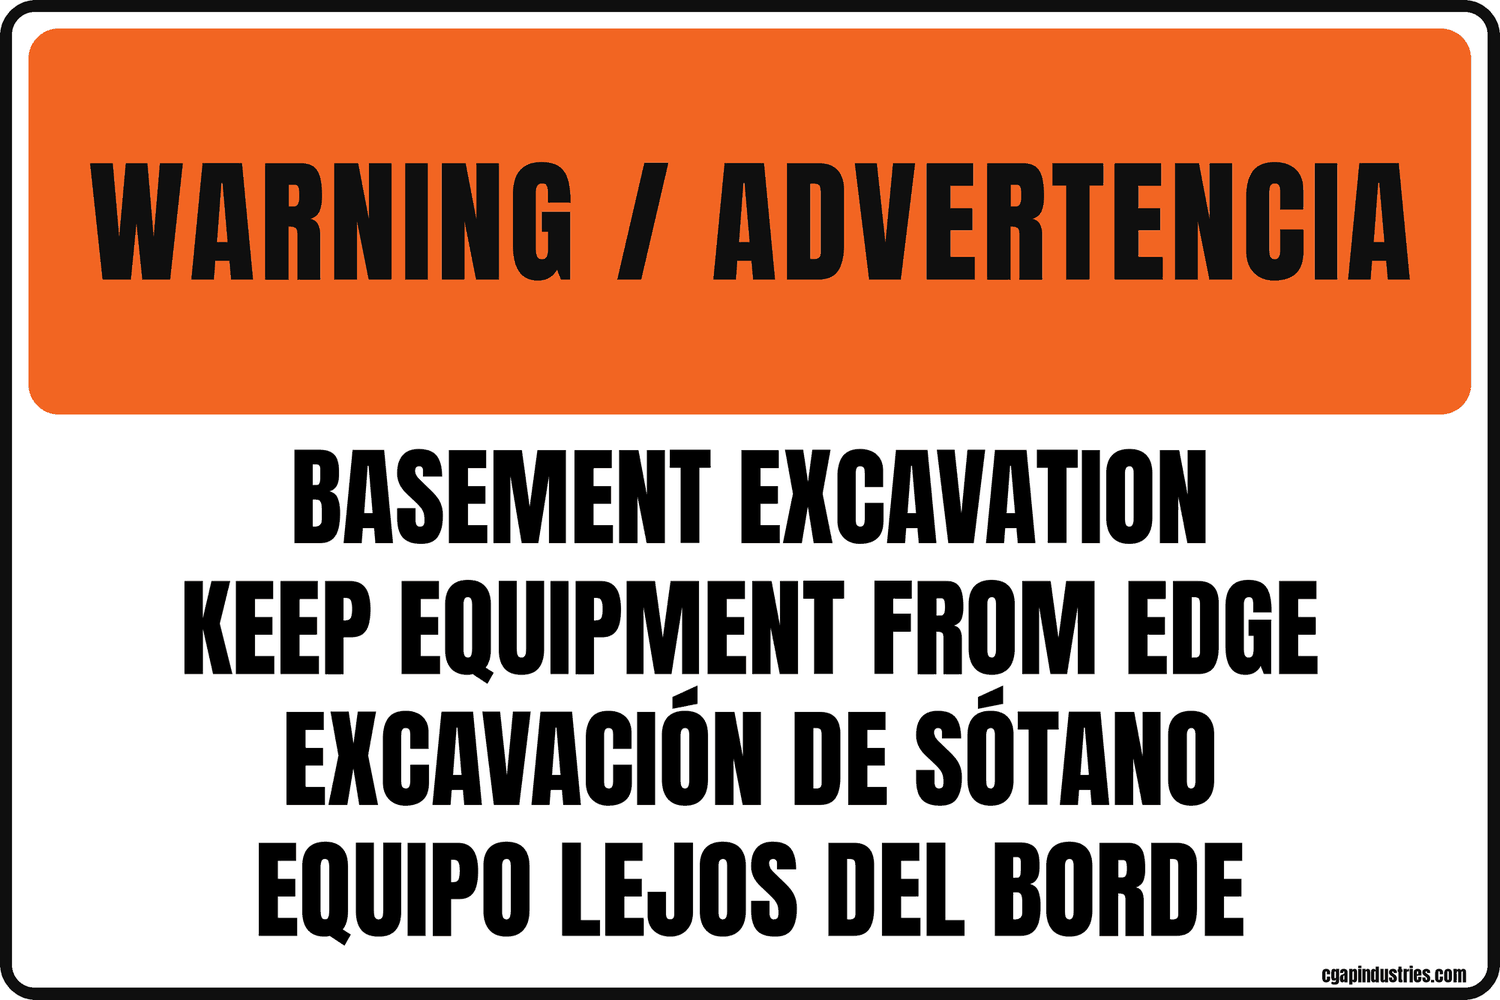 WARNING / ADVERTENCIA
BASEMENT EXCAVATION
KEEP EQUIPMENT FROM EDGE
EXCAVACIÓN DE SÓTANO
EQUIPO LEJOS DEL BORDE
cgapindustries.com